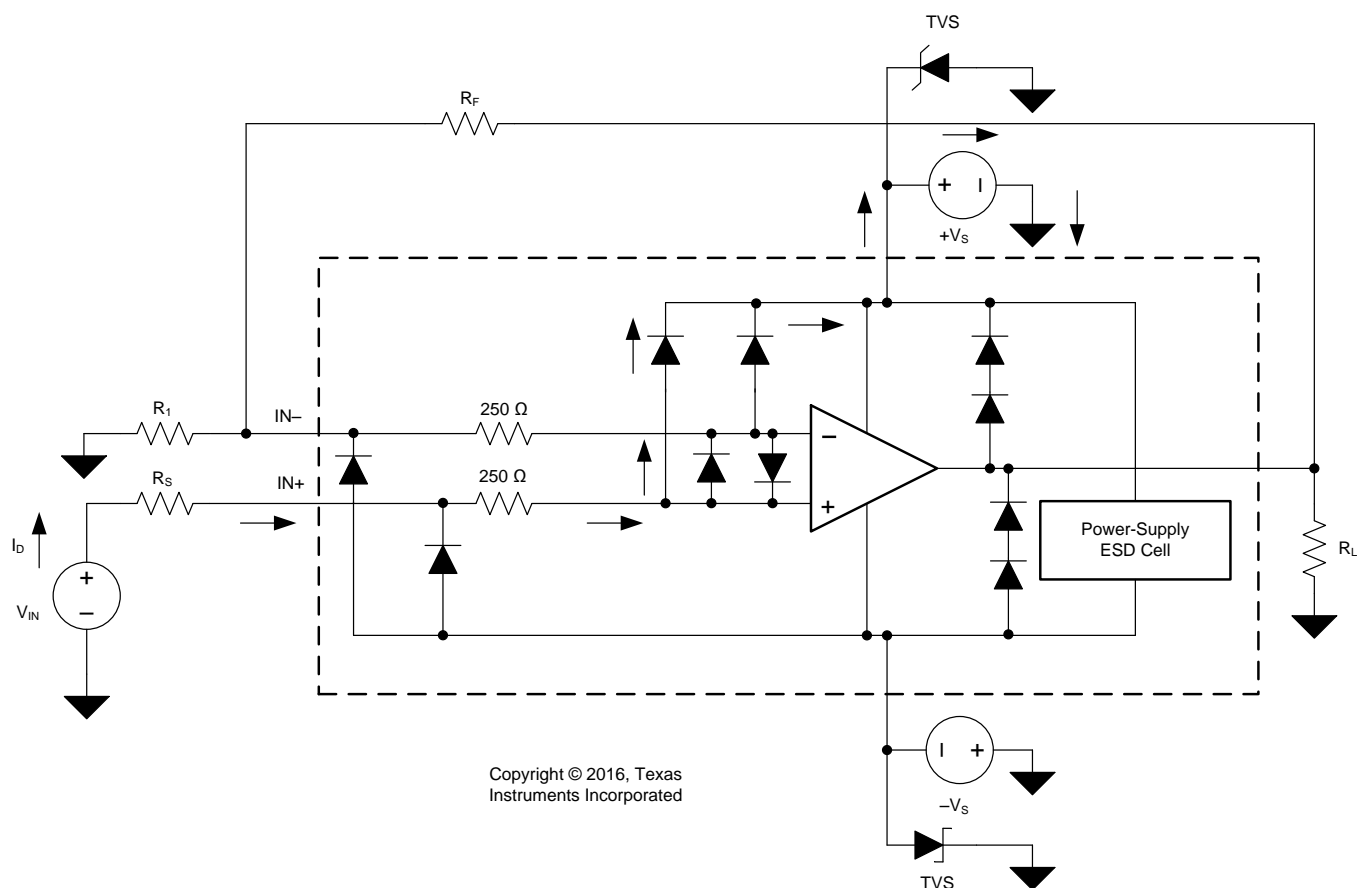 TVS
R_F
+ –
+V_S
R_1
IN–
250 Ω
R_S
IN+
250 Ω
–
+
I_D
+
–
V_IN
Power-Supply
ESD Cell
R_L
– +
–V_S
Copyright © 2016, Texas
Instruments Incorporated
TVS